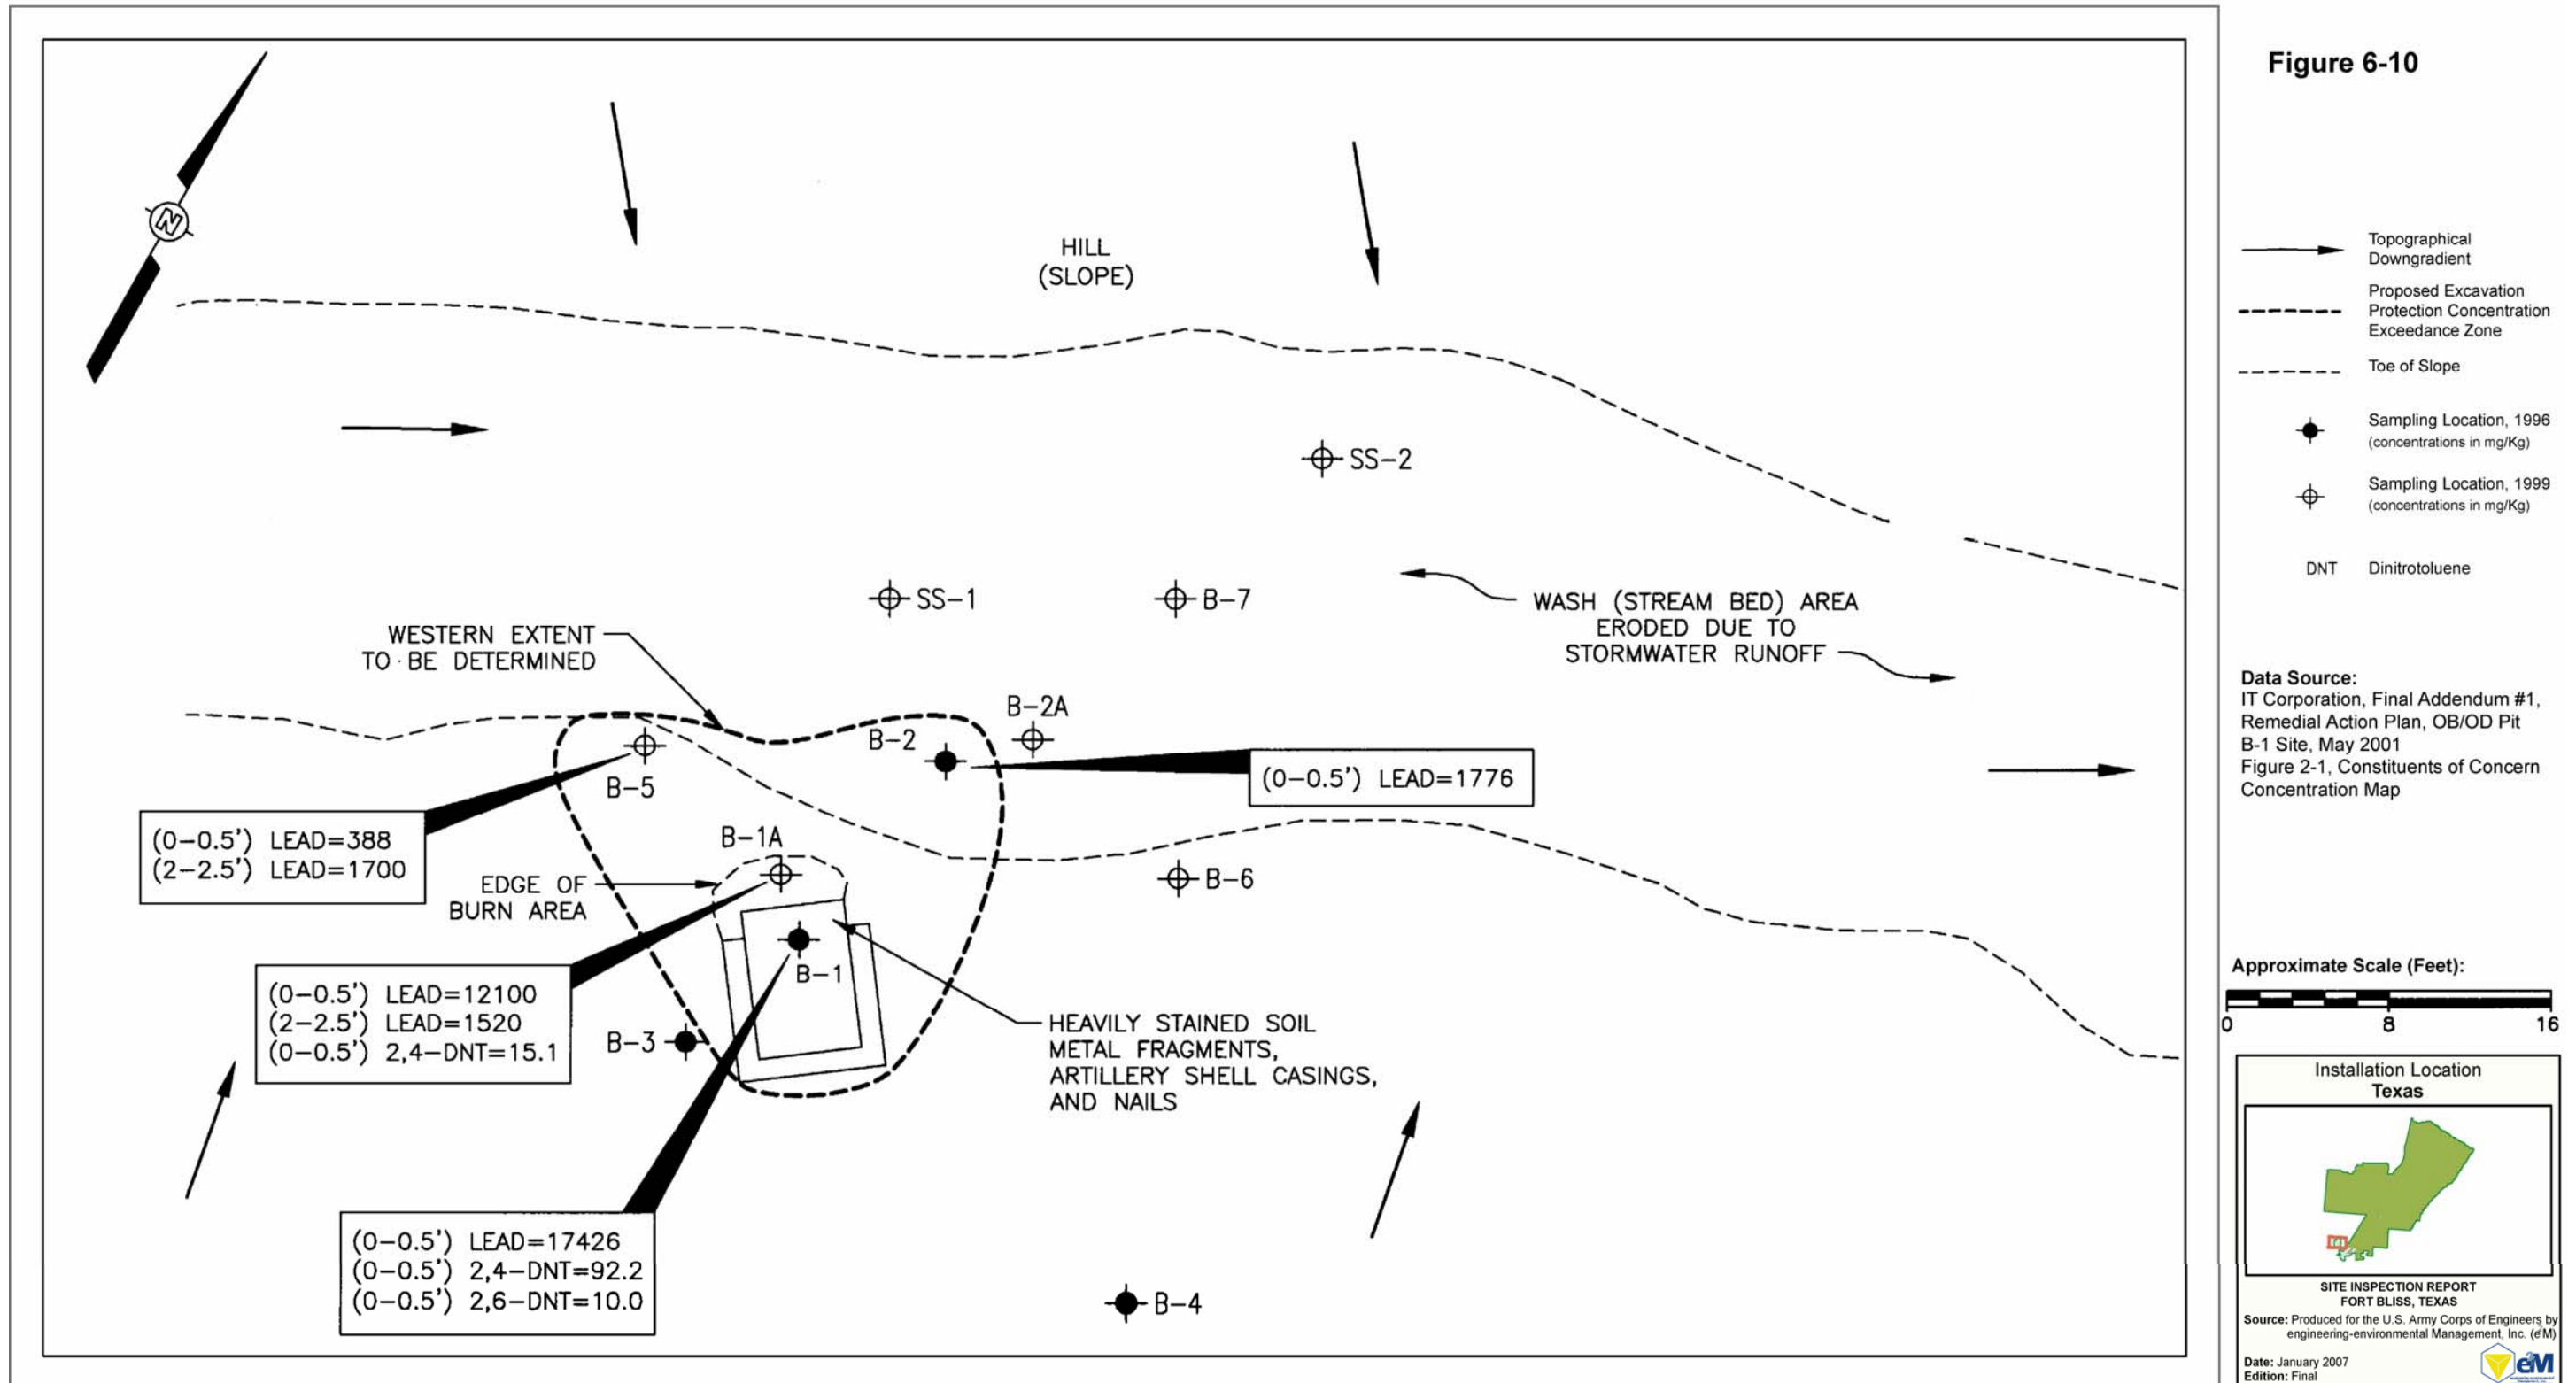 Figure 6-10
N
HILL
(SLOPE)
SS-2
SS-1
B-7
WESTERN EXTENT
TO BE DETERMINED
WASH (STREAM BED) AREA
ERODED DUE TO
STORMWATER RUNOFF
B-2A
B-2
(0-0.5') LEAD=1776
B-5
(0-0.5') LEAD=388
(2-2.5') LEAD=1700
B-1A
EDGE OF
BURN AREA
B-6
B-1
(0-0.5') LEAD=12100
(2-2.5') LEAD=1520
(0-0.5') 2,4-DNT=15.1
B-3
HEAVILY STAINED SOIL
METAL FRAGMENTS,
ARTILLERY SHELL CASINGS,
AND NAILS
(0-0.5') LEAD=17426
(0-0.5') 2,4-DNT=92.2
(0-0.5') 2,6-DNT=10.0
B-4
Topographical
Downgradient
Proposed Excavation
Protection Concentration
Exceedance Zone
Toe of Slope
Sampling Location, 1996
(concentrations in mg/Kg)
Sampling Location, 1999
(concentrations in mg/Kg)
DNT Dinitrotoluene
Data Source:
IT Corporation, Final Addendum #1,
Remedial Action Plan, OB/OD Pit
B-1 Site, May 2001
Figure 2-1, Constituents of Concern
Concentration Map
Approximate Scale (Feet):
0 8 16
Installation Location
Texas
SITE INSPECTION REPORT
FORT BLISS, TEXAS
Source: Produced for the U.S. Army Corps of Engineers by
engineering-environmental Management, Inc. (e²M)
Date: January 2007
Edition: Final
e²M